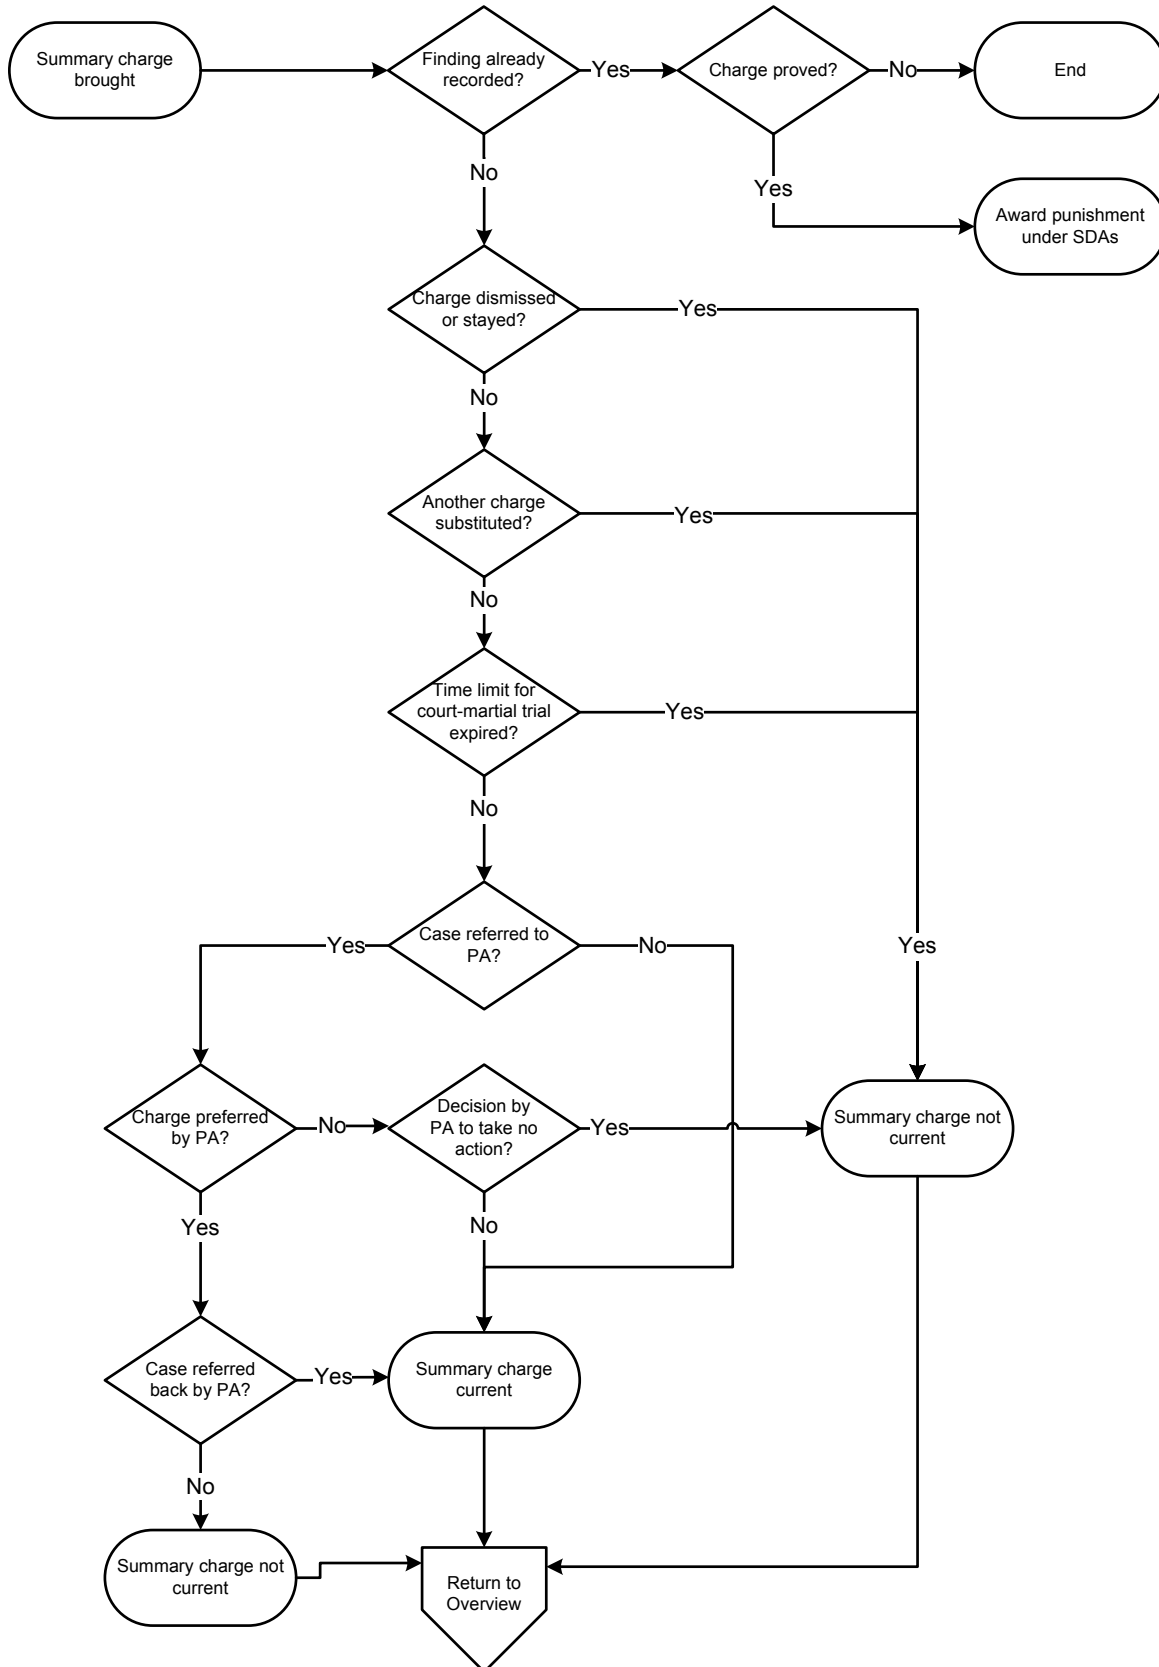 Summary charge
brought
Finding already
recorded?
Yes
Charge proved?
No
End
No
Yes
Award punishment
under SDAs
Charge dismissed
or stayed?
Yes
No
Another charge
substituted?
Yes
No
Time limit for
court-martial trial
expired?
Yes
No
Yes
Case referred to
PA?
No
Yes
Charge preferred
by PA?
No
Decision by
PA to take no
action?
Yes
Summary charge not
current
Yes
No
Case referred
back by PA?
Yes
Summary charge
current
No
Summary charge not
current
Return to
Overview